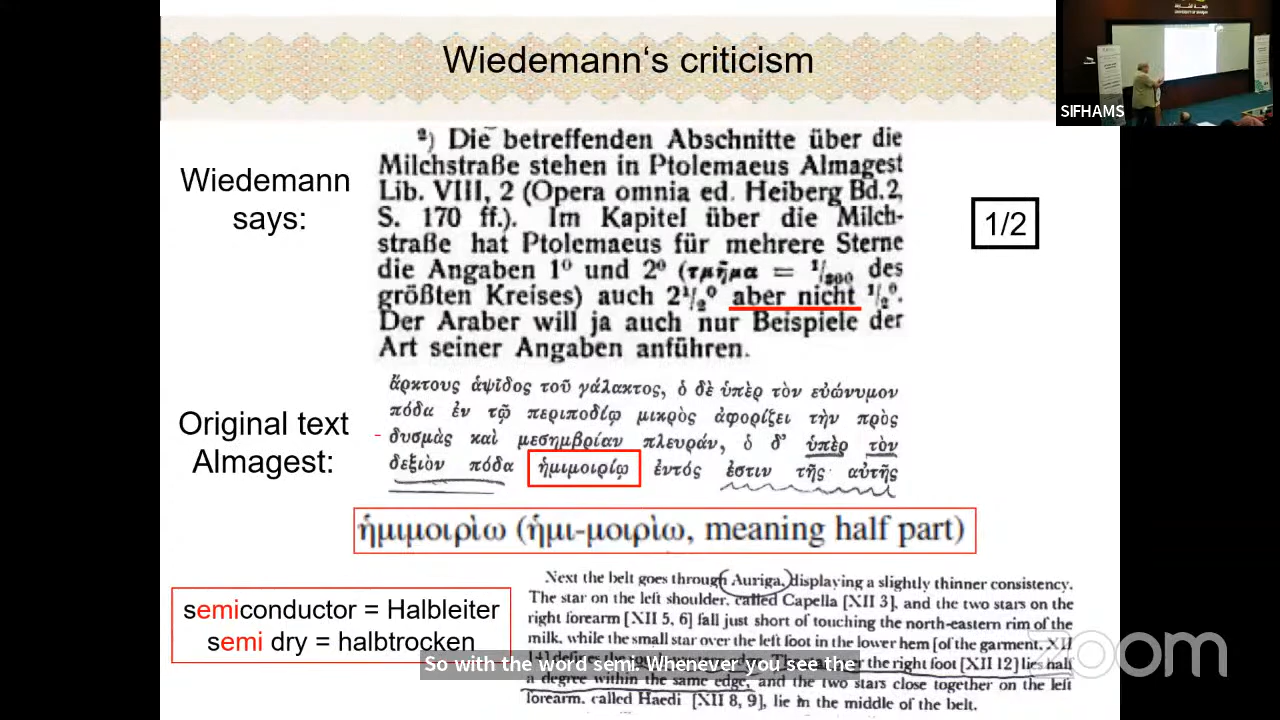 Wiedemann‘s criticism
SIFHAMS
Wiedemann
says:
²) Die betreffenden Abschnitte über die
Milchstraße stehen in Ptolemaeus Almagest
Lib. VIII, 2 (Opera omnia ed. Heiberg Bd. 2,
S. 170 ff.). Im Kapitel über die Milch-
straße hat Ptolemaeus für mehrere Sterne
die Angaben 1⁰ und 2⁰ (τμῆμα = ¹/₃₀₀ des
größten Kreises) auch 2¹/₂⁰ aber nicht ¹/₂⁰.
Der Araber will ja auch nur Beispiele der
Art seiner Angaben anführen.
1/2
Original text
Almagest:
ἄρκτους ἁψῖδος τοῦ γάλακτος, ὁ δὲ ὑπὲρ τὸν εὐώνυμον
πόδα ἐν τῷ περιποδίῳ μικρὸς ἀφορίζει τὴν πρὸς
δυσμὰς καὶ μεσημβρίαν πλευράν, ὁ δ' ὑπὲρ τὸν
δεξιὸν πόδα ἡμιμοιρίῳ ἐντός ἐστιν τῆς αὐτῆς
ἡμιμοιρὶω (ἡμι-μοιρὶω, meaning half part)
semiconductor = Halbleiter
semi dry = halbtrocken
Next the belt goes through Auriga, displaying a slightly thinner consistency.
The star on the left shoulder, called Capella [XII 3], and the two stars on the
right forearm [XII 5, 6] fall just short of touching the north-eastern rim of the
milk, while the small star over the left foot in the lower hem [of the garment, XII
the right foot [XII 12] lies half
a degree within the same edge, and the two stars close together on the left
forearm, called Haedi [XII 8, 9], lie in the middle of the belt.
So with the word semi. Whenever you see the
zoom